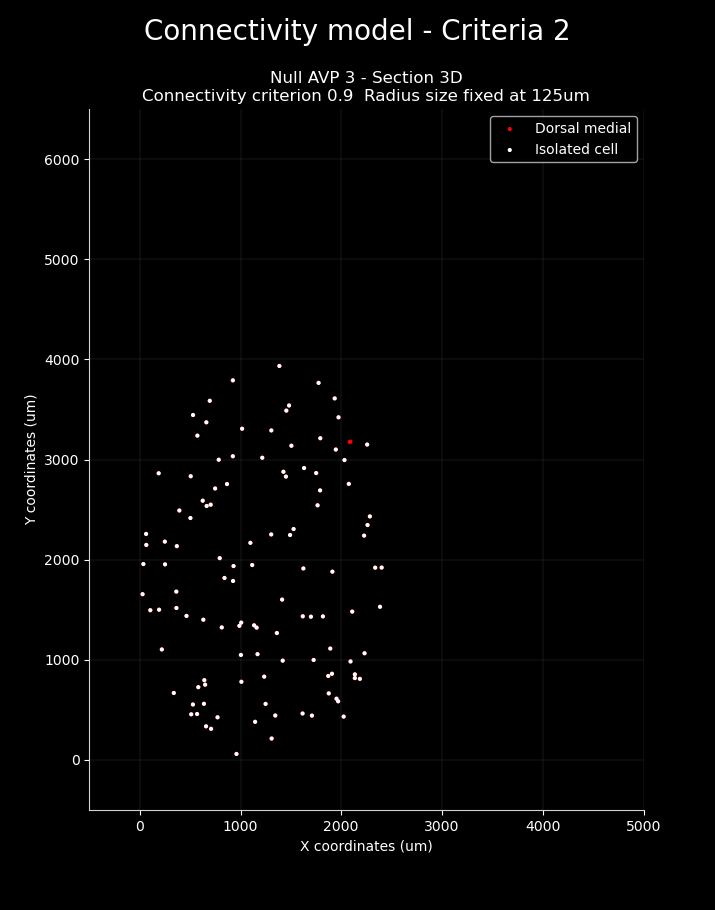 Connectivity model - Criteria 2
Null AVP 3 - Section 3D
Connectivity criterion 0.9  Radius size fixed at 125um
Dorsal medial
Isolated cell
6000
5000
4000
3000
2000
1000
0
Y coordinates (um)
0 1000 2000 3000 4000 5000
X coordinates (um)